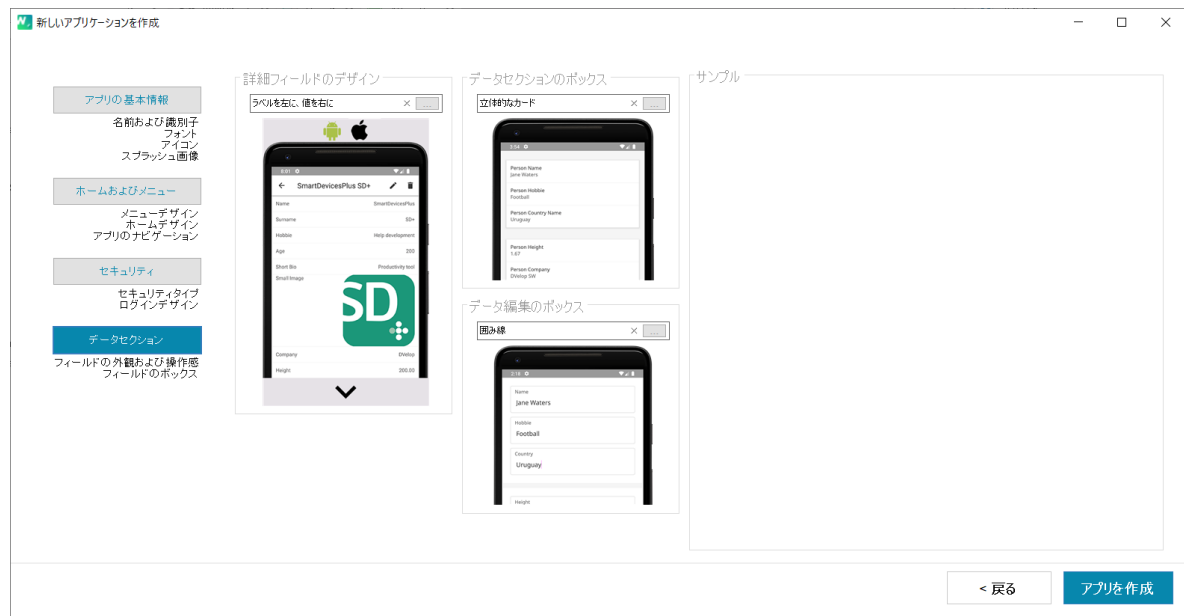 新しいアプリケーションを作成
アプリの基本情報
名前および識別子
フォント
アイコン
スプラッシュ画像
ホームおよびメニュー
メニューデザイン
ホームデザイン
アプリのナビゲーション
セキュリティ
セキュリティタイプ
ログインデザイン
データセクション
フィールドの外観および操作感
フィールドのボックス
詳細フィールドのデザイン
ラベルを左に、値を右に
...
SmartDevicesPlus SD+
Name SmartDevicesPlus
Surname SD+
Hobbie Help development
Age 200
Short Bio Productivity tool
Small Image
SD
Company DVelop
Height 200.00
データセクションのボックス
立体的なカード
...
3:04
Person Name
Jane Waters
Person Hobbie
Football
Person Country Name
Uruguay
Person Height
1.67
Person Company
DVelop SW
データ編集のボックス
囲み線
...
Name
Jane Waters
Hobbie
Football
Country
Uruguay
Height
サンプル
< 戻る
アプリを作成